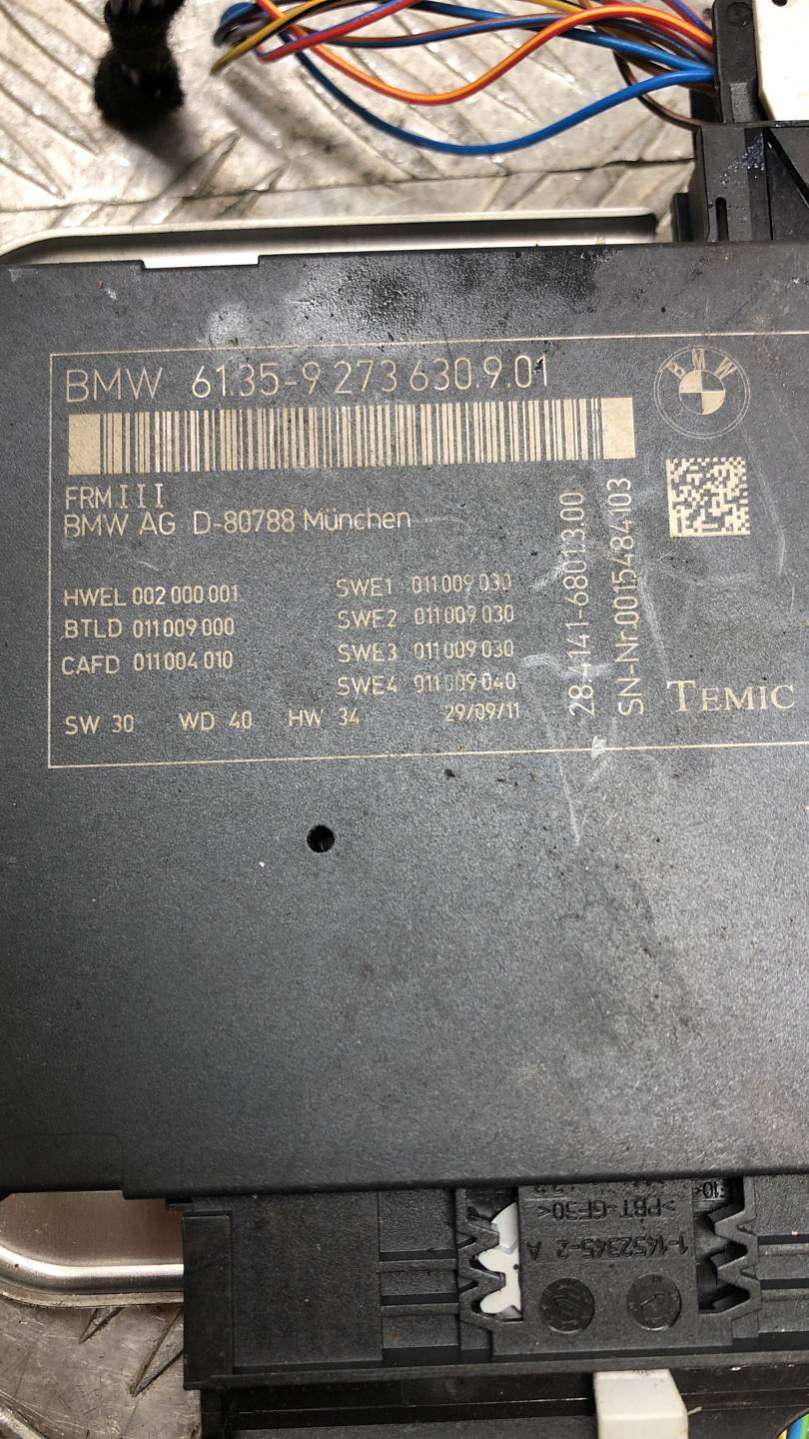 BMW 61.35-9 273 630.9.01
BMW
FRM III
BMW AG D-80788 München
HWEL 002 000 001
BTLD 011 009 000
CAFD 011 004 010
SWE1 011 009 030
SWE2 011 009 030
SWE3 011 009 030
SWE4 011 009 040
SW 30 WD 40 HW 34 29/09/11
28.4141-68013.00
SN-Nr.0015484103
TEMIC
>PBT-GF30<
1-1452345-2 A